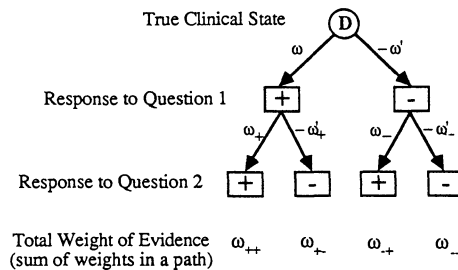 True Clinical State D
ω -ω'
Response to Question 1 + -
ω+ -ω'+ ω- -ω'-
Response to Question 2 + - + -
Total Weight of Evidence ω++ ω+- ω-+ ω--
(sum of weights in a path)